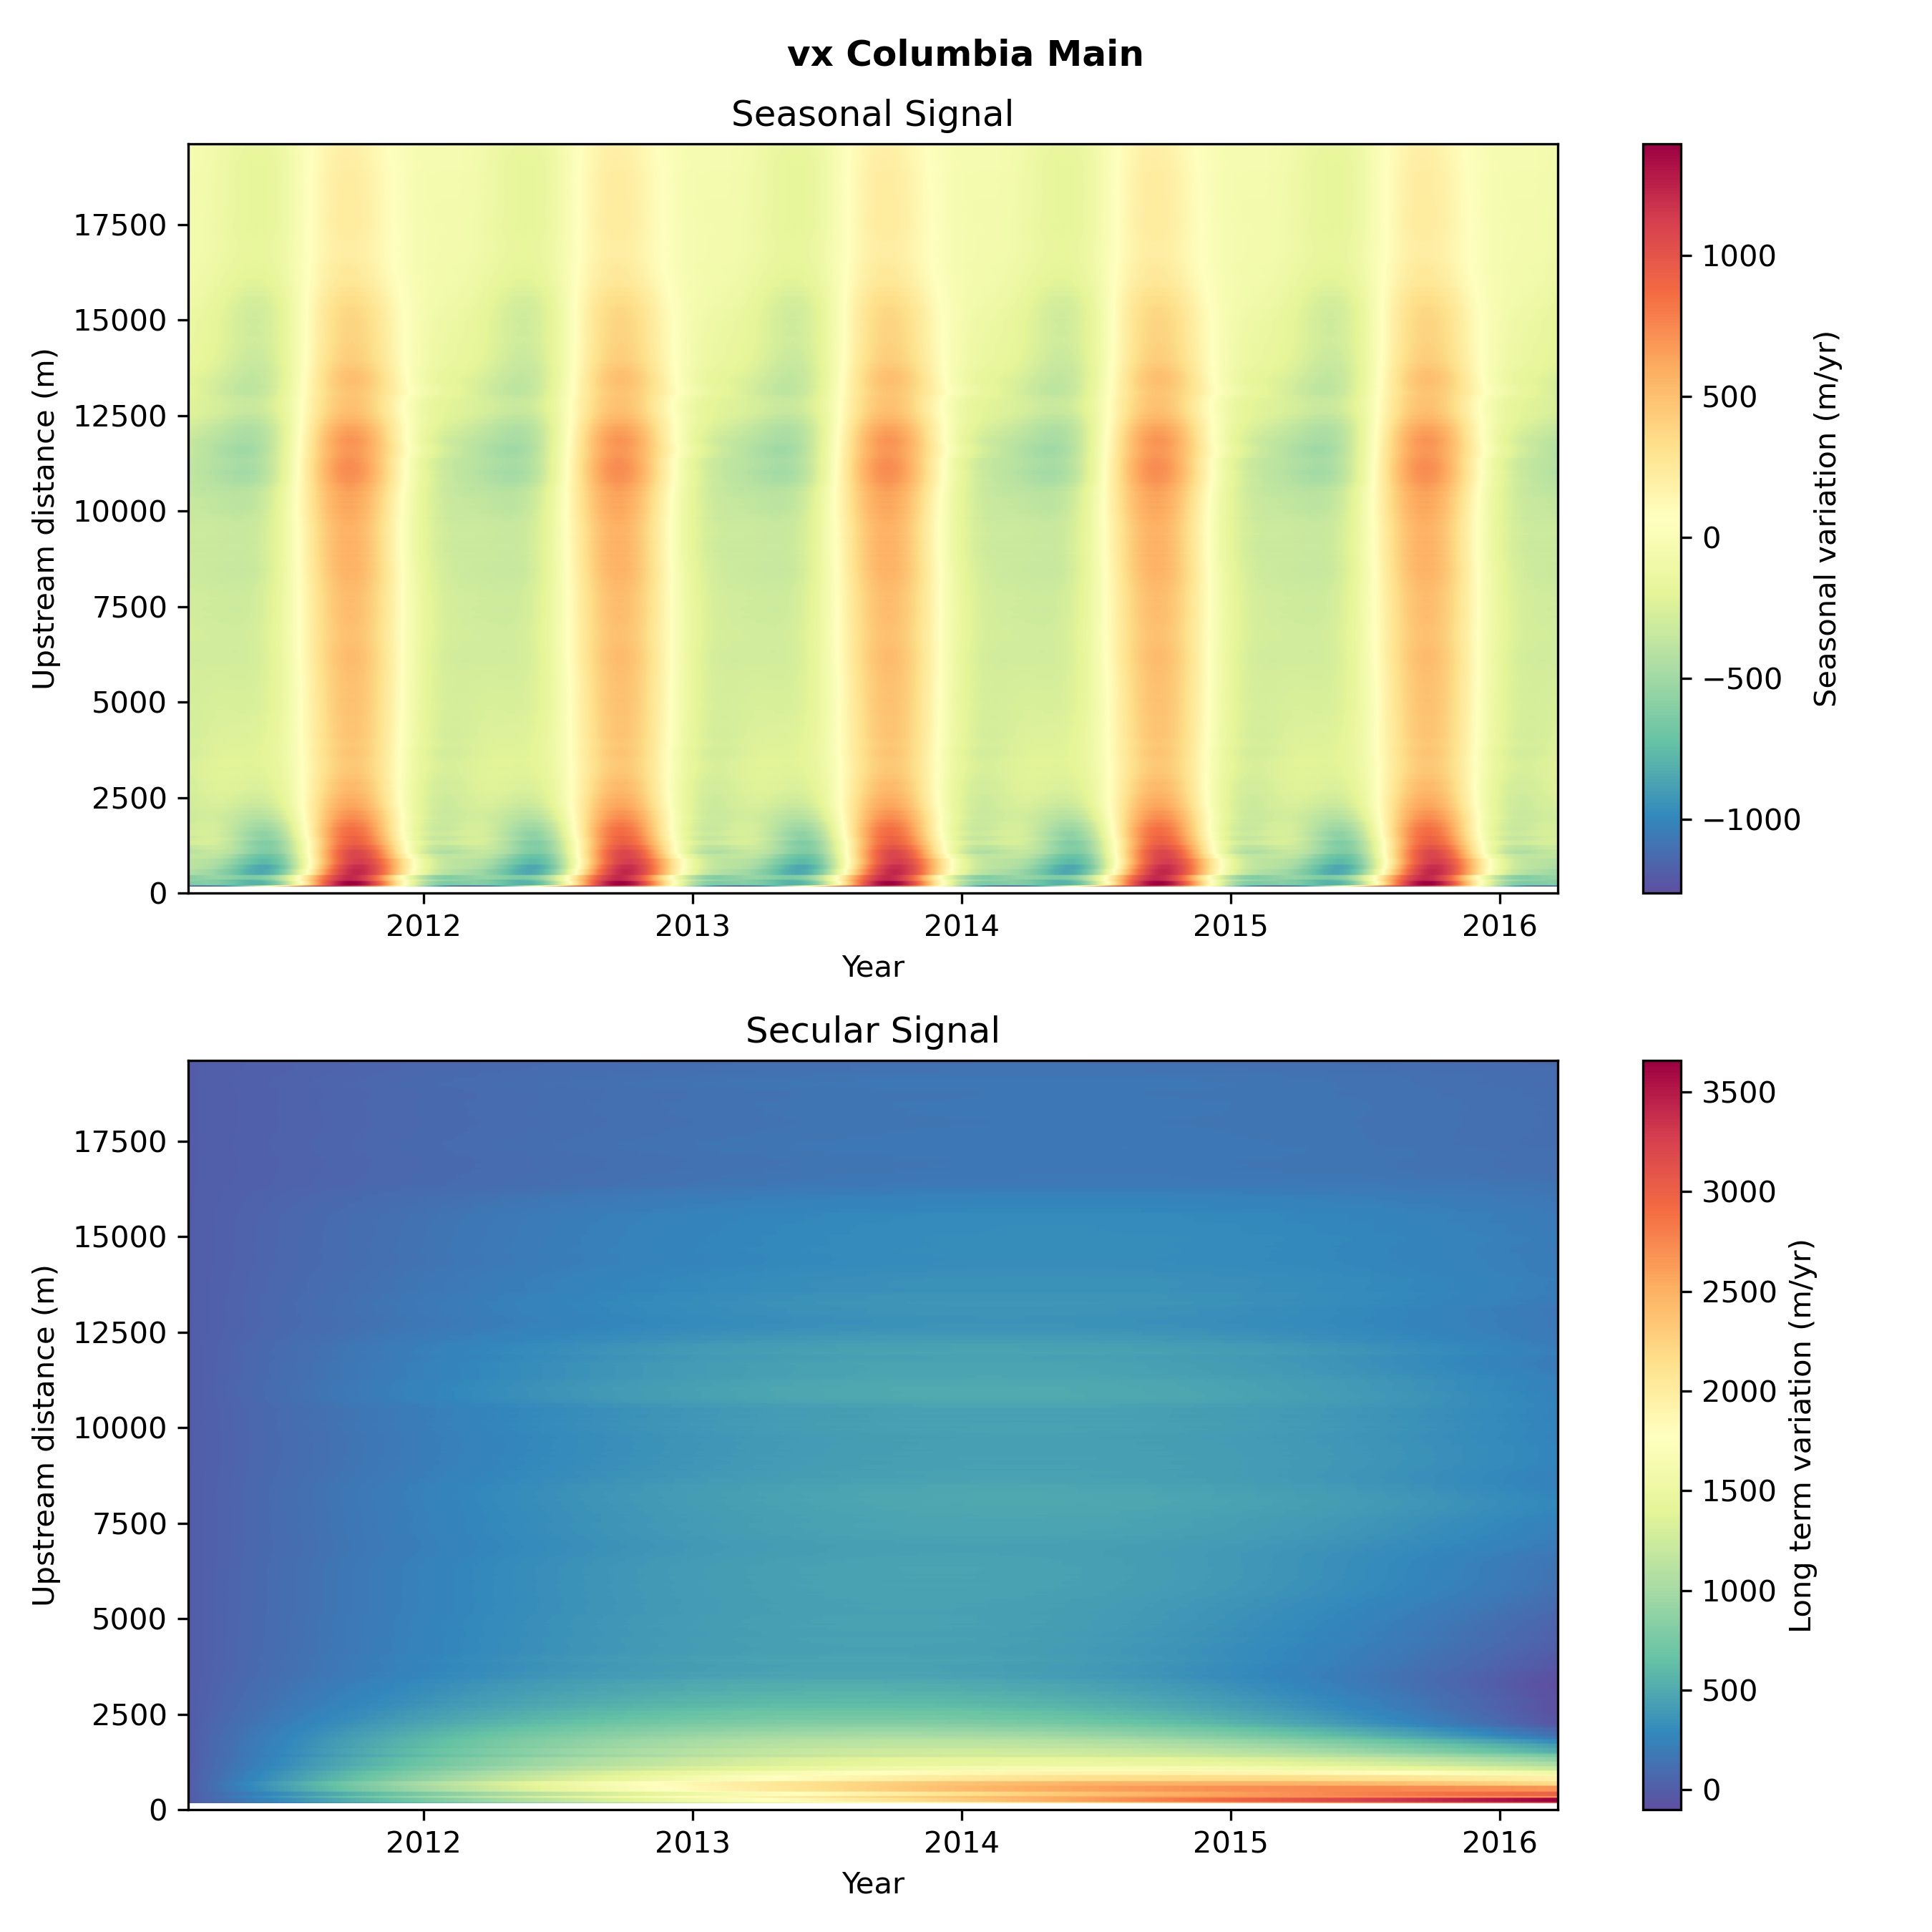 vx Columbia Main
Seasonal Signal
17500
15000
12500
10000
7500
5000
2500
0
Upstream distance (m)
2012 2013 2014 2015 2016
Year
1000
500
0
−500
−1000
Seasonal variation (m/yr)
Secular Signal
17500
15000
12500
10000
7500
5000
2500
0
Upstream distance (m)
2012 2013 2014 2015 2016
Year
3500
3000
2500
2000
1500
1000
500
0
Long term variation (m/yr)